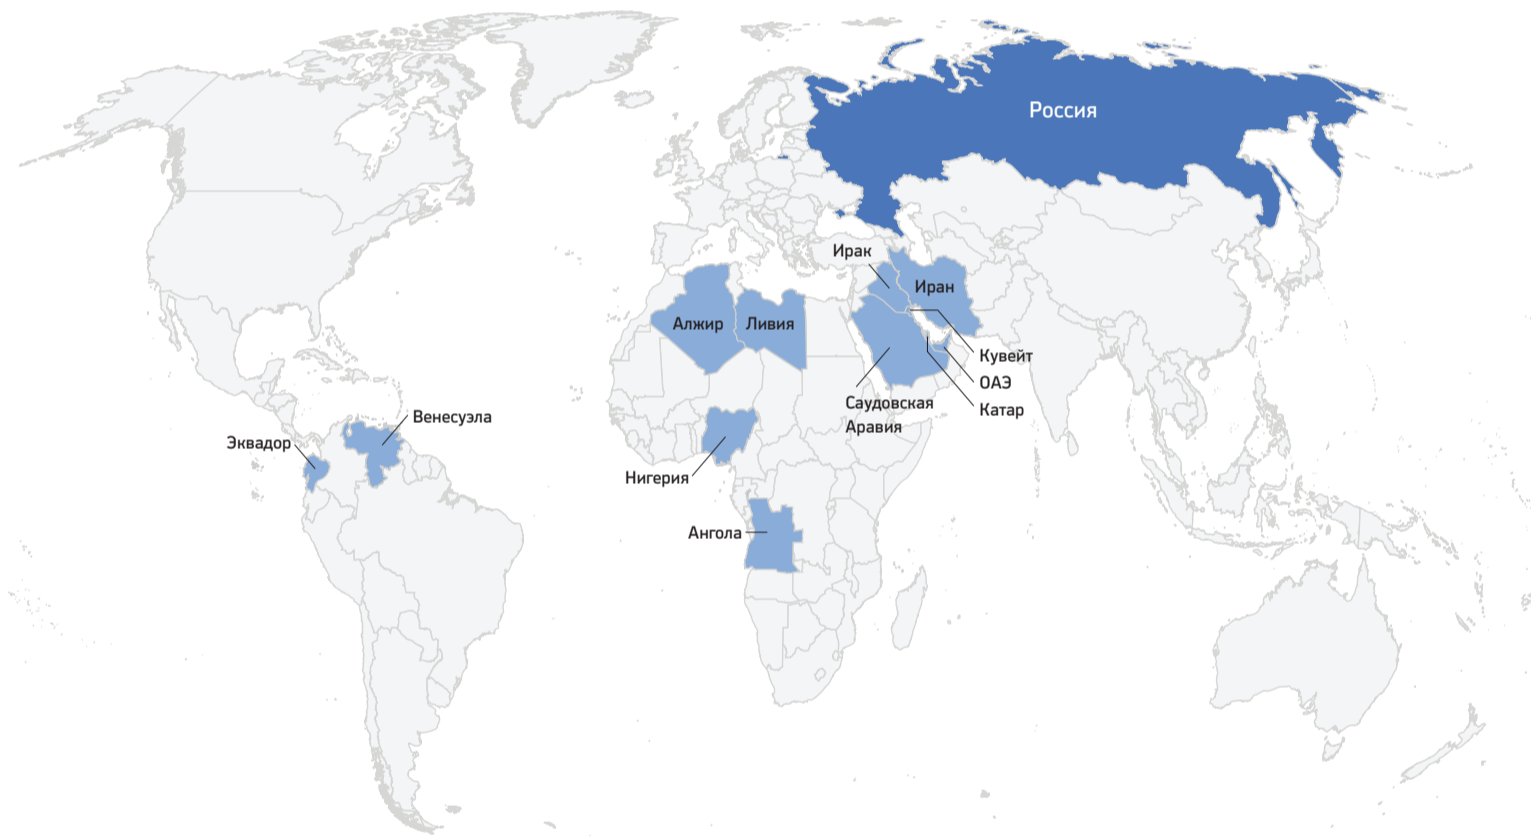 Россия
Ирак
Иран
Алжир
Ливия
Кувейт
ОАЭ
Катар
Саудовская
Аравия
Венесуэла
Эквадор
Нигерия
Ангола